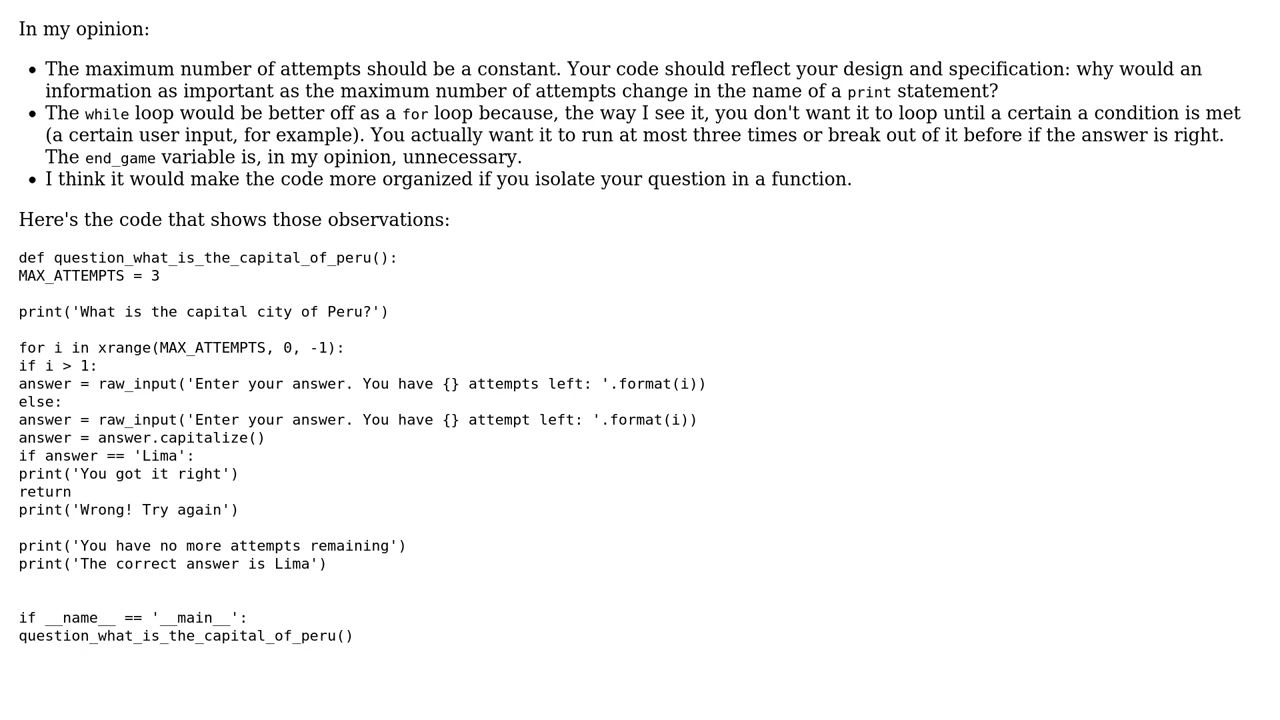 In my opinion:
• The maximum number of attempts should be a constant. Your code should reflect your design and specification: why would an
information as important as the maximum number of attempts change in the name of a print statement?
• The while loop would be better off as a for loop because, the way I see it, you don't want it to loop until a certain a condition is met
(a certain user input, for example). You actually want it to run at most three times or break out of it before if the answer is right.
The end_game variable is, in my opinion, unnecessary.
• I think it would make the code more organized if you isolate your question in a function.
Here's the code that shows those observations:
def question_what_is_the_capital_of_peru():
MAX_ATTEMPTS = 3
print('What is the capital city of Peru?')
for i in xrange(MAX_ATTEMPTS, 0, -1):
if i > 1:
answer = raw_input('Enter your answer. You have {} attempts left: '.format(i))
else:
answer = raw_input('Enter your answer. You have {} attempt left: '.format(i))
answer = answer.capitalize()
if answer == 'Lima':
print('You got it right')
return
print('Wrong! Try again')
print('You have no more attempts remaining')
print('The correct answer is Lima')
if __name__ == '__main__':
question_what_is_the_capital_of_peru()